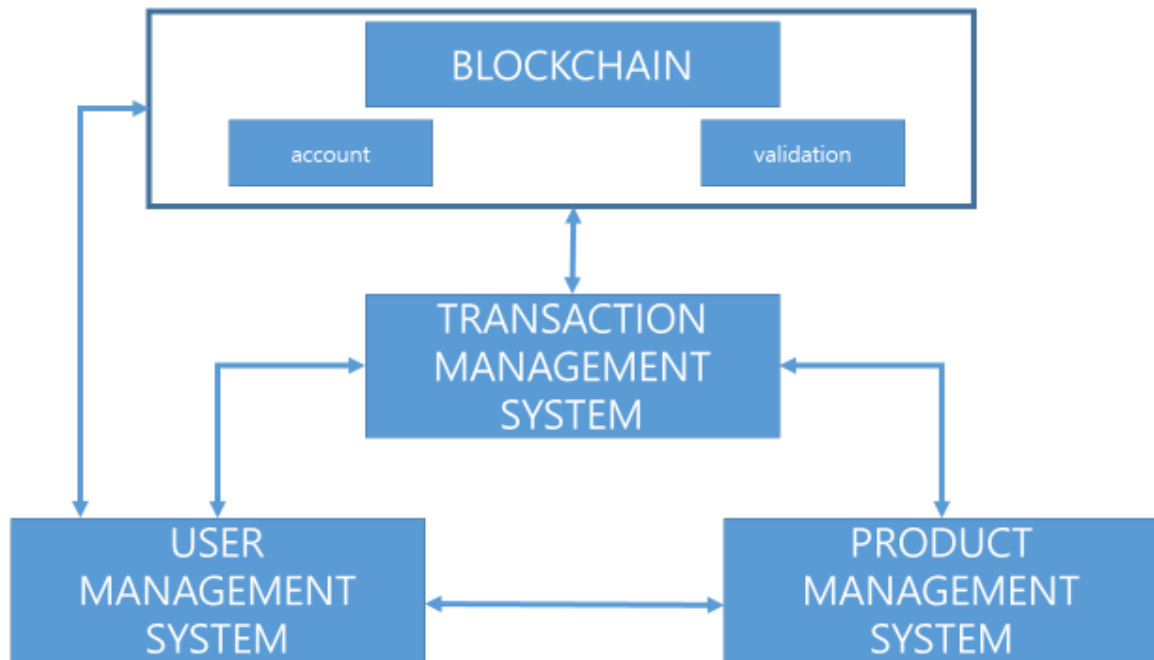 BLOCKCHAIN
account
validation
TRANSACTION
MANAGEMENT
SYSTEM
USER
MANAGEMENT
SYSTEM
PRODUCT
MANAGEMENT
SYSTEM